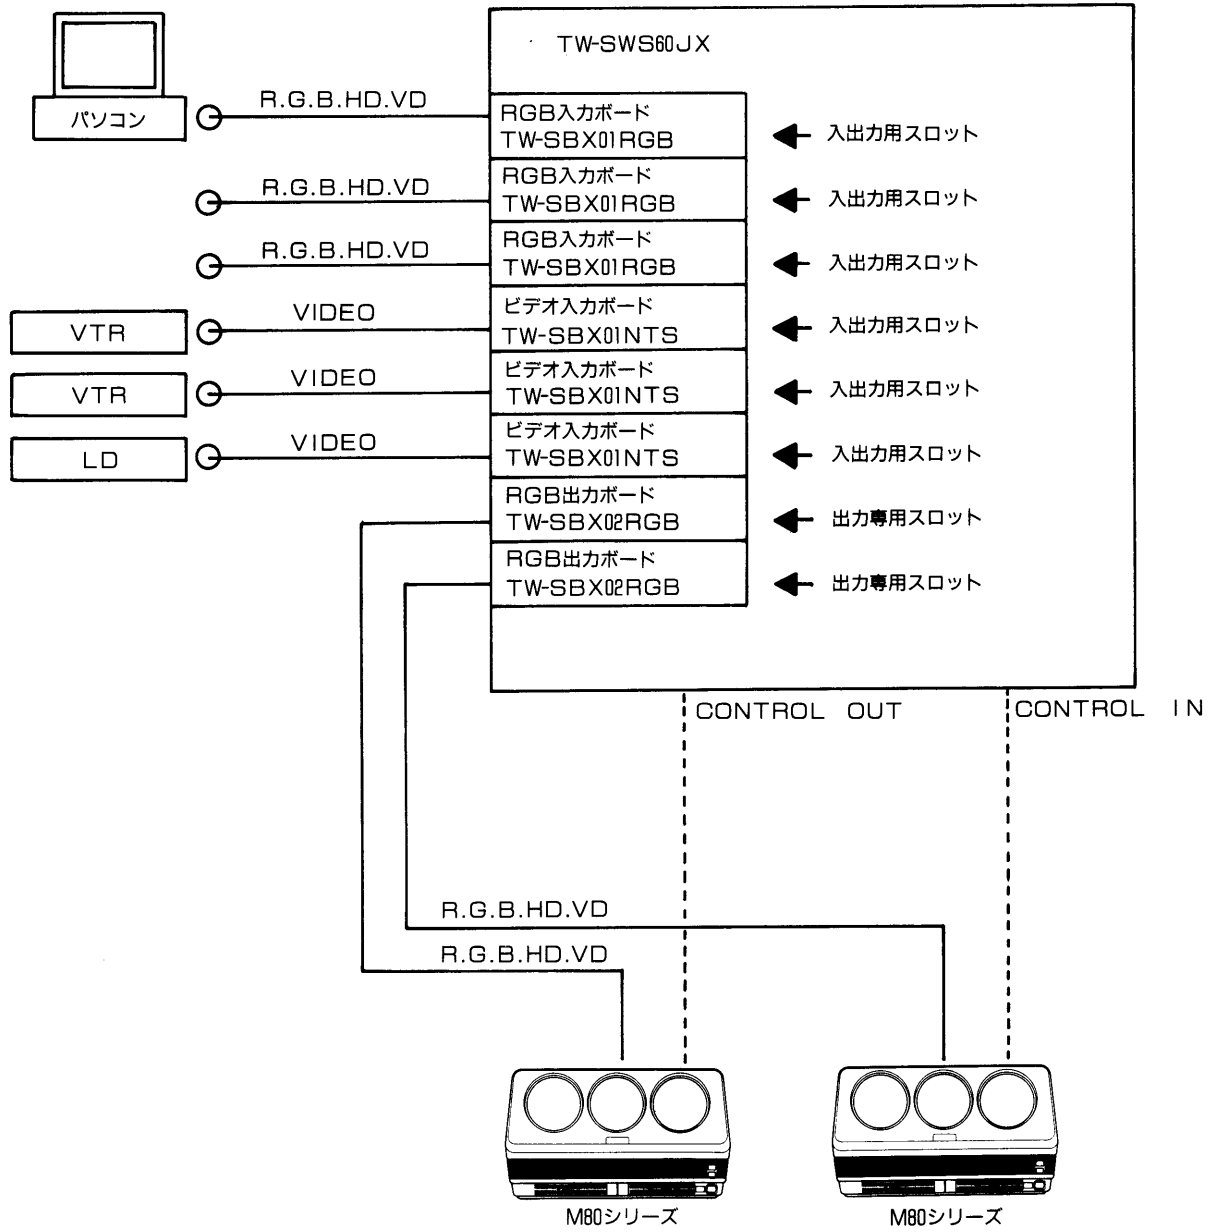 TW-SWS60JX
パソコン
R.G.B.HD.VD
RGB入力ボード
TW-SBX01RGB
入出力用スロット
R.G.B.HD.VD
RGB入力ボード
TW-SBX01RGB
入出力用スロット
R.G.B.HD.VD
RGB入力ボード
TW-SBX01RGB
入出力用スロット
VTR
VIDEO
ビデオ入力ボード
TW-SBX01NTS
入出力用スロット
VTR
VIDEO
ビデオ入力ボード
TW-SBX01NTS
入出力用スロット
LD
VIDEO
ビデオ入力ボード
TW-SBX01NTS
入出力用スロット
RGB出力ボード
TW-SBX02RGB
出力専用スロット
RGB出力ボード
TW-SBX02RGB
出力専用スロット
CONTROL OUT
CONTROL IN
R.G.B.HD.VD
R.G.B.HD.VD
M80シリーズ
M80シリーズ